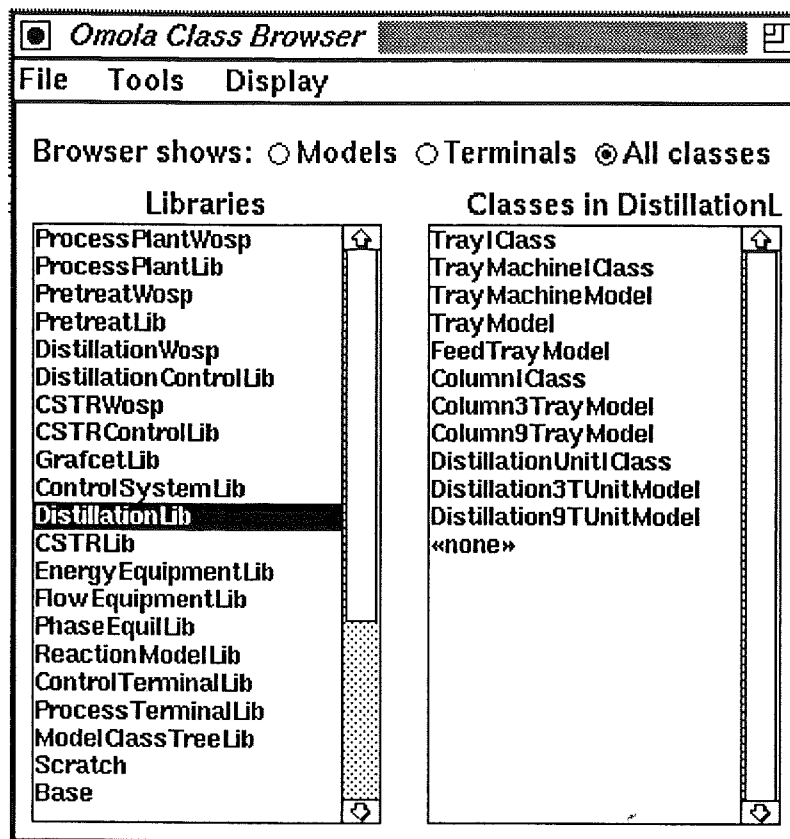 Omola Class Browser
File Tools Display
Browser shows: Models Terminals All classes
Libraries
ProcessPlantWosp
ProcessPlantLib
PretreatWosp
PretreatLib
DistillationWosp
DistillationControlLib
CSTRWosp
CSTRControlLib
GrafcetLib
ControlSystemLib
DistillationLib
CSTRLib
EnergyEquipmentLib
FlowEquipmentLib
PhaseEquilLib
ReactionModelLib
ControlTerminalLib
ProcessTerminalLib
ModelClassTreeLib
Scratch
Base
Classes in DistillationL
TrayIClass
TrayMachineIClass
TrayMachineModel
TrayModel
FeedTrayModel
ColumnIClass
Column3TrayModel
Column9TrayModel
DistillationUnitIClass
Distillation3TUnitModel
Distillation9TUnitModel
«none»